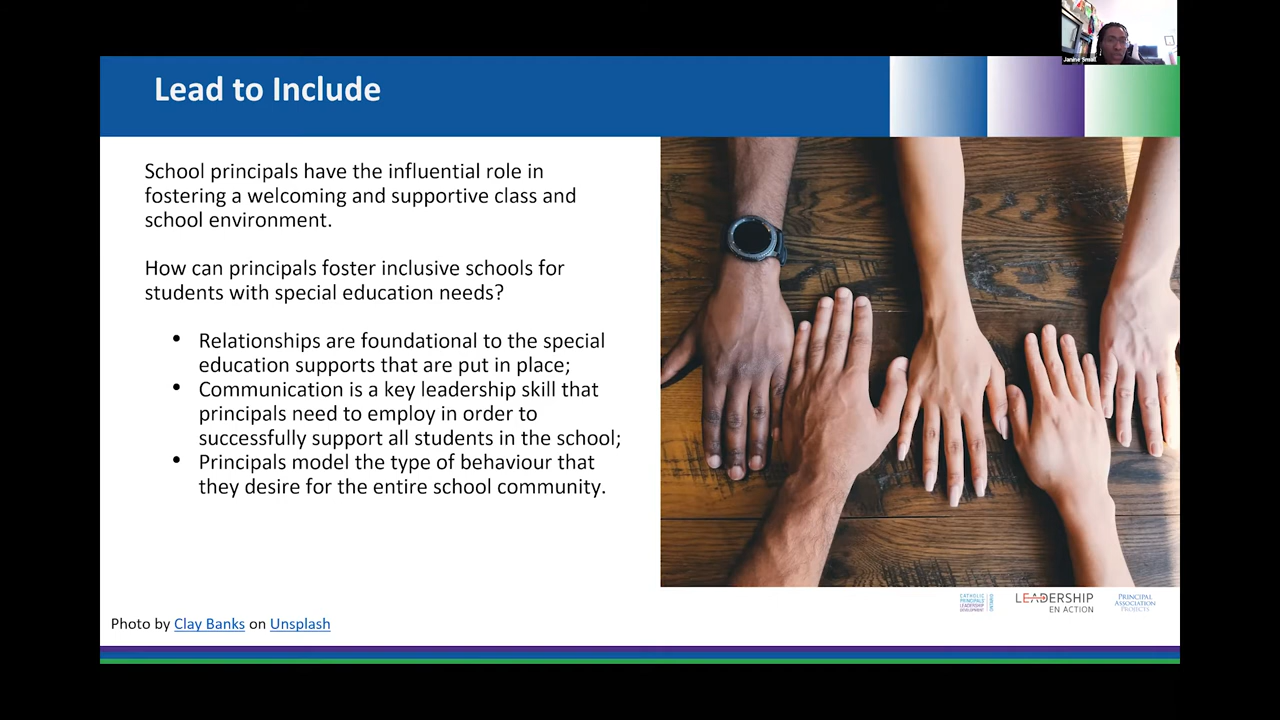 Janine Small
Lead to Include
School principals have the influential role in
fostering a welcoming and supportive class and
school environment.
How can principals foster inclusive schools for
students with special education needs?
• Relationships are foundational to the special
education supports that are put in place;
• Communication is a key leadership skill that
principals need to employ in order to
successfully support all students in the school;
• Principals model the type of behaviour that
they desire for the entire school community.
CATHOLIC
PRINCIPALS'
LEADERSHIP
DEVELOPMENT
ONTARIO
LEADERSHIP
EN ACTION
PRINCIPAL
ASSOCIATION
PROJECTS
Photo by Clay Banks on Unsplash